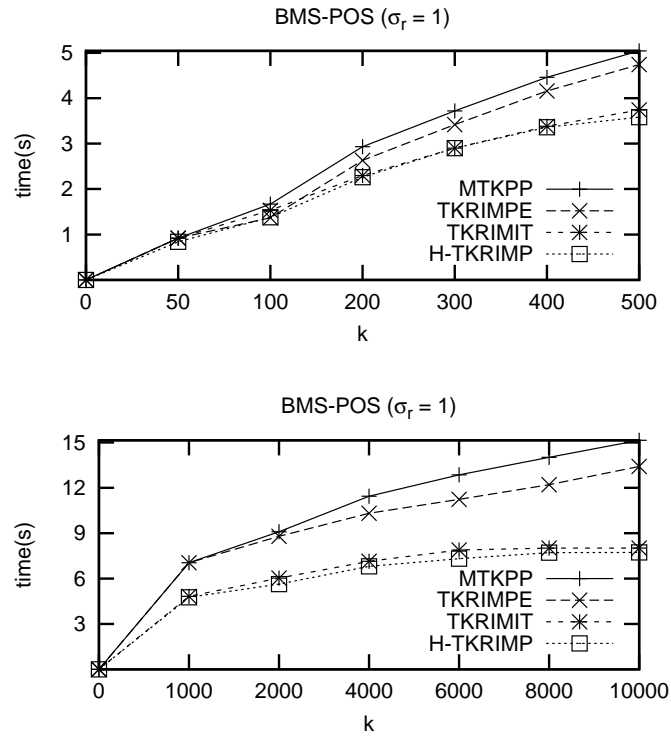 BMS-POS (σr = 1)
5
4
3
2
1
time(s)
MTKPP
TKRIMPE
TKRIMIT
H-TKRIMP
0 50 100 200 300 400 500
k
BMS-POS (σr = 1)
15
12
9
6
3
time(s)
MTKPP
TKRIMPE
TKRIMIT
H-TKRIMP
0 1000 2000 4000 6000 8000 10000
k